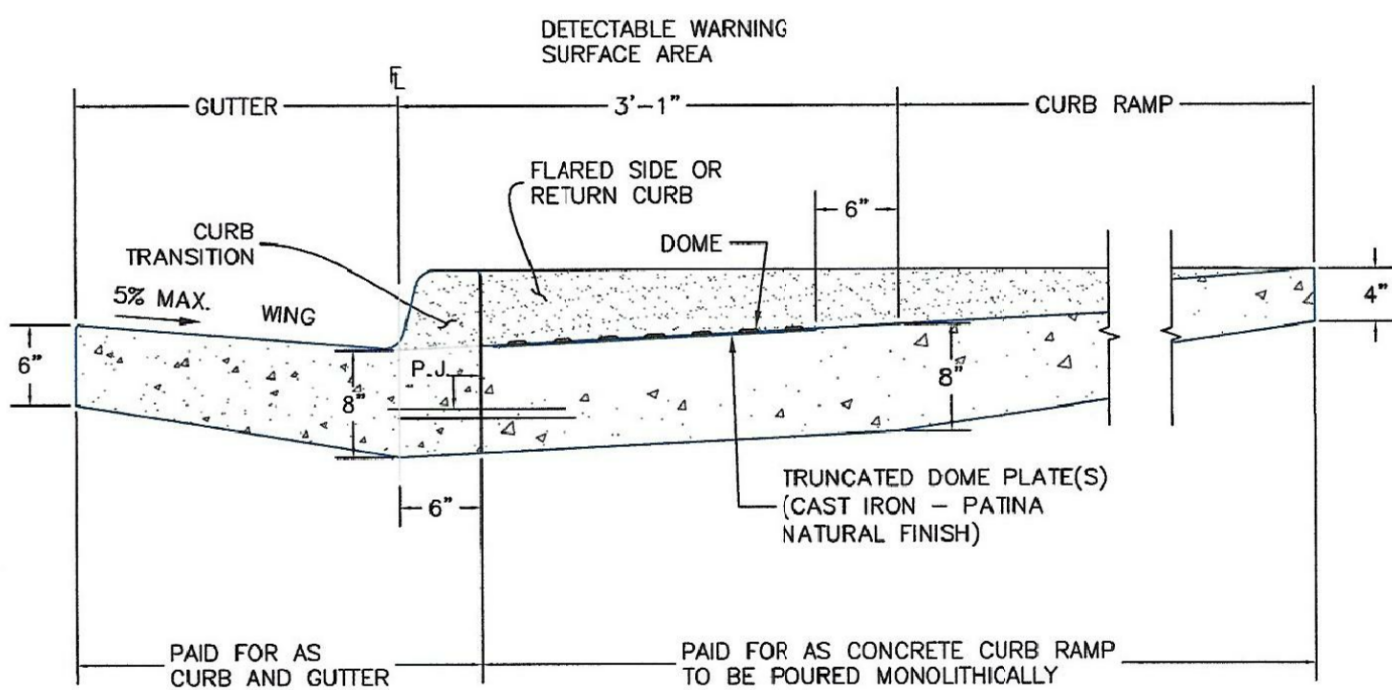 DETECTABLE WARNING
SURFACE AREA
FL
GUTTER
3'-1"
CURB RAMP
FLARED SIDE OR
RETURN CURB
6"
CURB
TRANSITION
DOME
5% MAX.
WING
4"
6"
P.J.
8"
8"
6"
TRUNCATED DOME PLATE(S)
(CAST IRON – PATINA
NATURAL FINISH)
PAID FOR AS
CURB AND GUTTER
PAID FOR AS CONCRETE CURB RAMP
TO BE POURED MONOLITHICALLY